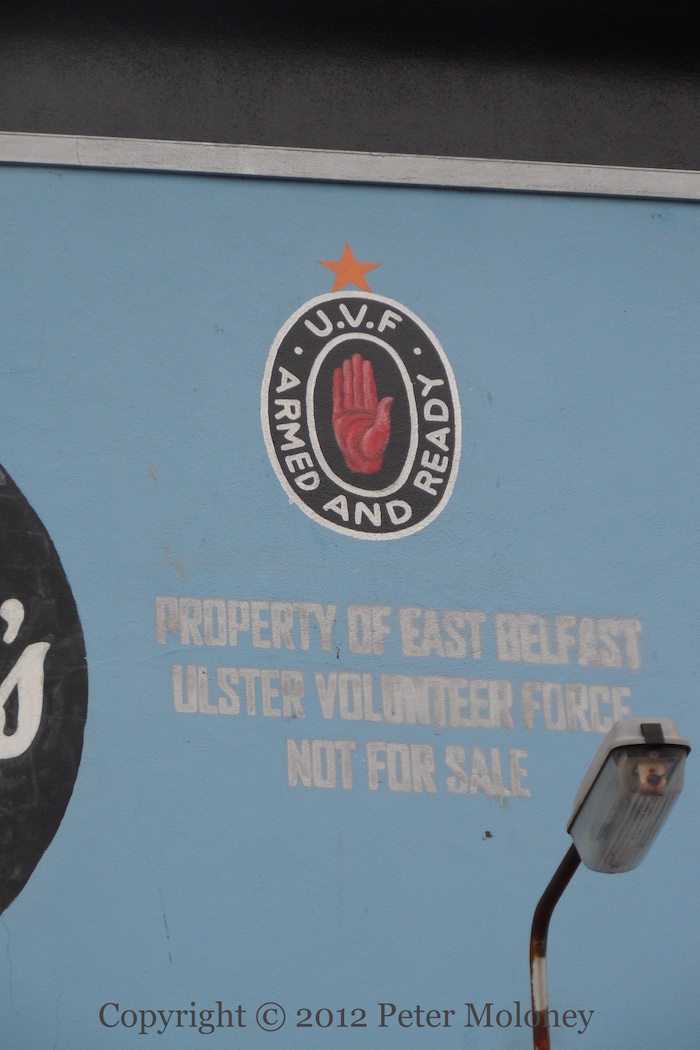 U.V.F
ARMED AND READY
's
PROPERTY OF EAST BELFAST
ULSTER VOLUNTEER FORCE
NOT FOR SALE
Copyright © 2012 Peter Moloney